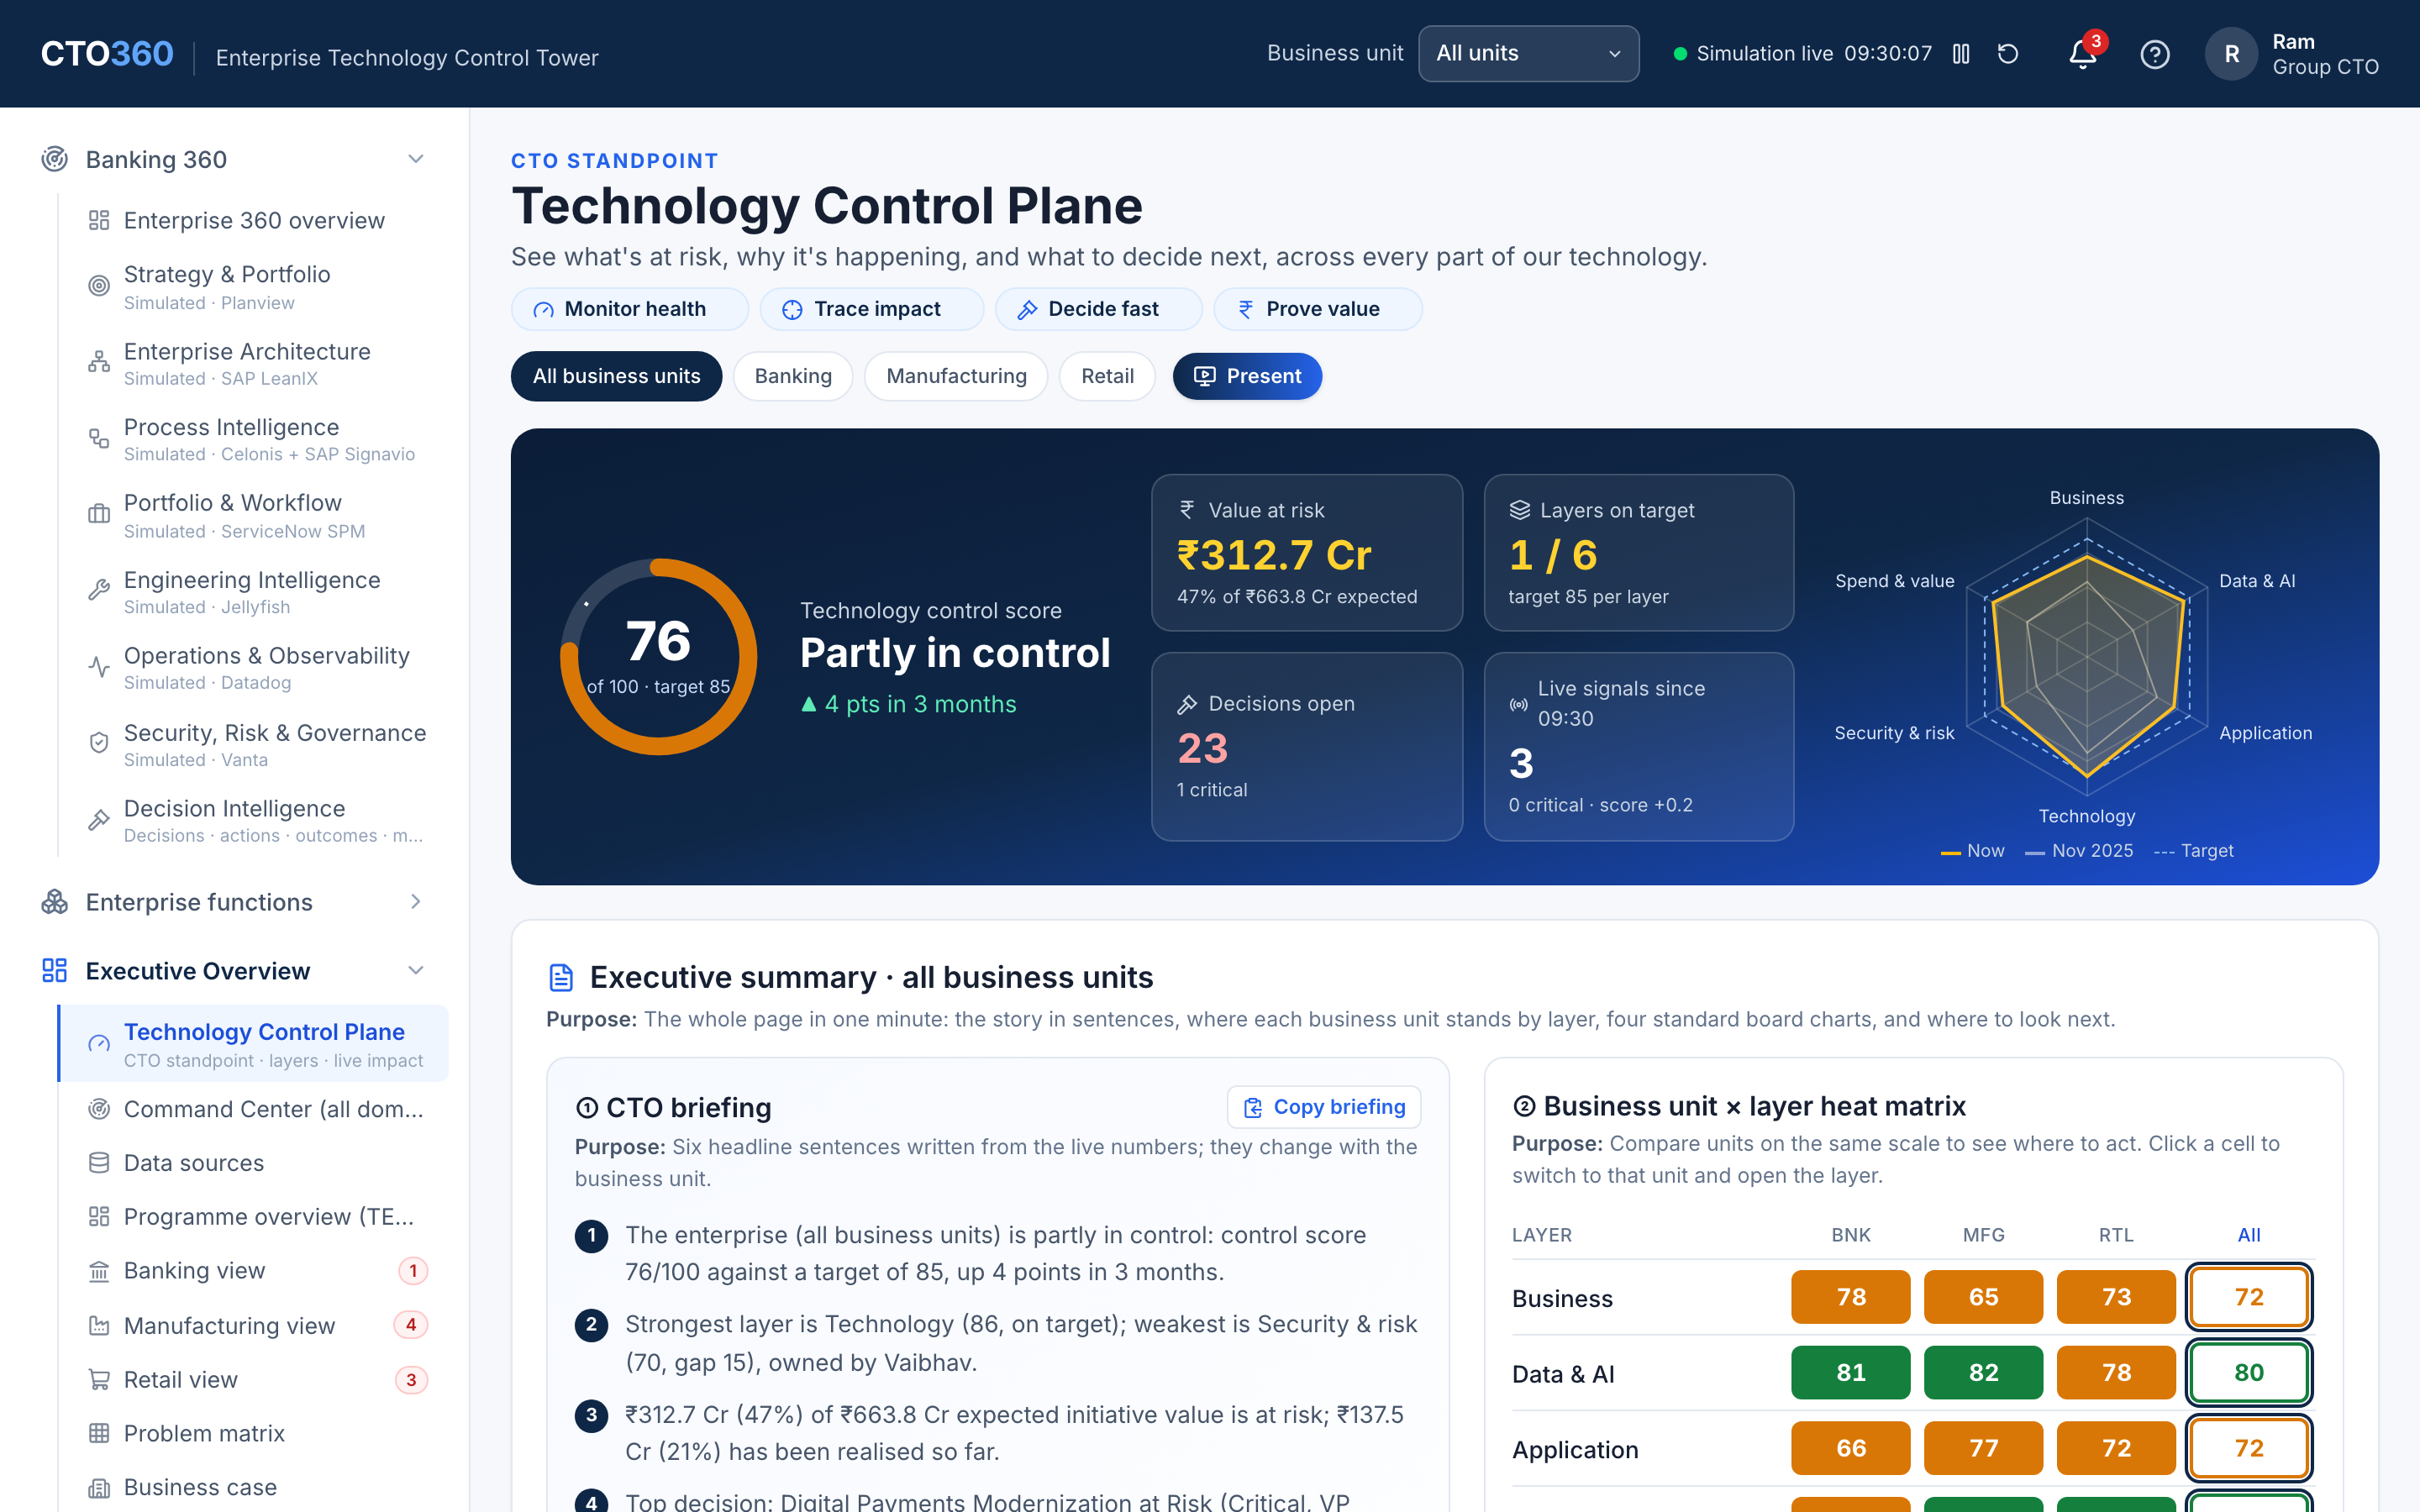 CTO360
Enterprise Technology Control Tower
Business unit
All units
Simulation live 09:30:07
3
R
Ram
Group CTO
Banking 360
Enterprise 360 overview
Strategy & Portfolio
Simulated · Planview
Enterprise Architecture
Simulated · SAP LeanIX
Process Intelligence
Simulated · Celonis + SAP Signavio
Portfolio & Workflow
Simulated · ServiceNow SPM
Engineering Intelligence
Simulated · Jellyfish
Operations & Observability
Simulated · Datadog
Security, Risk & Governance
Simulated · Vanta
Decision Intelligence
Decisions · actions · outcomes · m...
Enterprise functions
Executive Overview
Technology Control Plane
CTO standpoint · layers · live impact
Command Center (all dom...
Data sources
Programme overview (TE...
Banking view
1
Manufacturing view
4
Retail view
3
Problem matrix
Business case
CTO STANDPOINT
Technology Control Plane
See what's at risk, why it's happening, and what to decide next, across every part of our technology.
Monitor health
Trace impact
Decide fast
₹ Prove value
All business units
Banking
Manufacturing
Retail
Present
76
of 100 · target 85
Technology control score
Partly in control
▲ 4 pts in 3 months
₹ Value at risk
₹312.7 Cr
47% of ₹663.8 Cr expected
Layers on target
1 / 6
target 85 per layer
Decisions open
23
1 critical
Live signals since
09:30
3
0 critical · score +0.2
Business
Spend & value
Data & AI
Security & risk
Application
Technology
Now
Nov 2025
Target
Executive summary · all business units
Purpose: The whole page in one minute: the story in sentences, where each business unit stands by layer, four standard board charts, and where to look next.
① CTO briefing
Copy briefing
Purpose: Six headline sentences written from the live numbers; they change with the
business unit.
1 The enterprise (all business units) is partly in control: control score
76/100 against a target of 85, up 4 points in 3 months.
2 Strongest layer is Technology (86, on target); weakest is Security & risk
(70, gap 15), owned by Vaibhav.
3 ₹312.7 Cr (47%) of ₹663.8 Cr expected initiative value is at risk; ₹137.5
Cr (21%) has been realised so far.
4 Top decision: Digital Payments Modernization at Risk (Critical, VP
② Business unit × layer heat matrix
Purpose: Compare units on the same scale to see where to act. Click a cell to
switch to that unit and open the layer.
LAYER BNK MFG RTL All
Business 78 65 73 72
Data & AI 81 82 78 80
Application 66 77 72 72